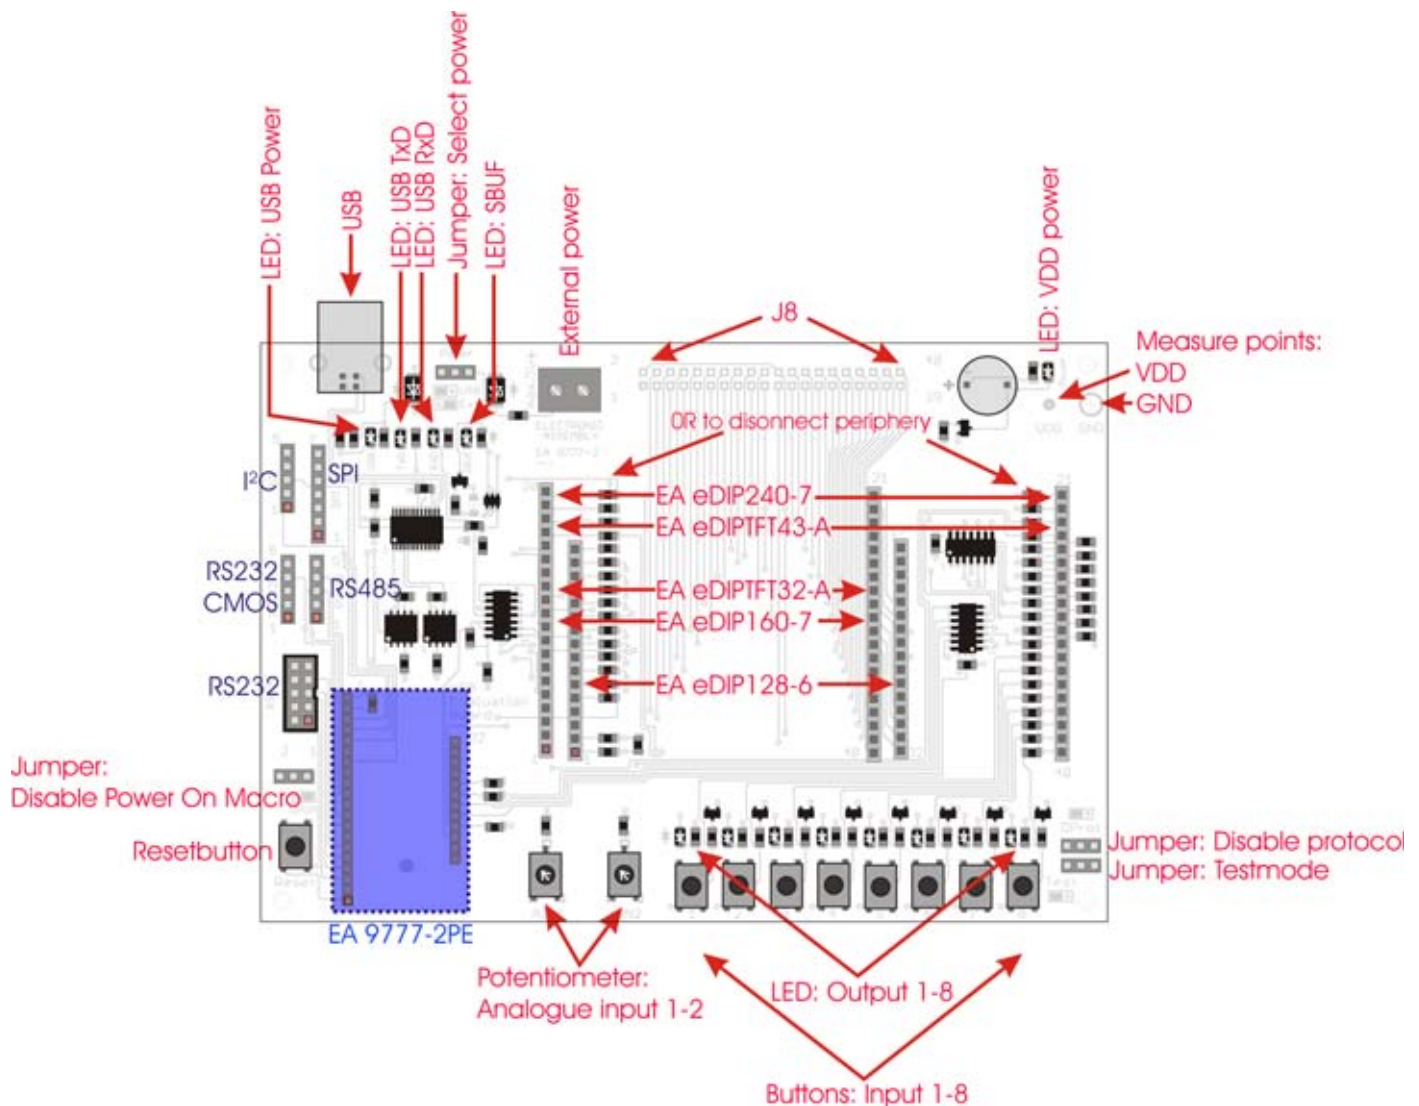 LED: USB Power
USB
LED: USB TxD
LED: USB RxD
Jumper: Select power
LED: SBUF
External power
J8
LED: VDD power
Measure points:
VDD
GND
0R to disonnect periphery
I²C
SPI
EA eDIP240-7
EA eDIPTFT43-A
RS232
CMOS
RS485
EA eDIPTFT32-A
EA eDIP160-7
RS232
EA eDIP128-6
Jumper:
Disable Power On Macro
Resetbutton
Jumper: Disable protocol
Jumper: Testmode
EA 9777-2PE
Potentiometer:
Analogue input 1-2
LED: Output 1-8
Buttons: Input 1-8